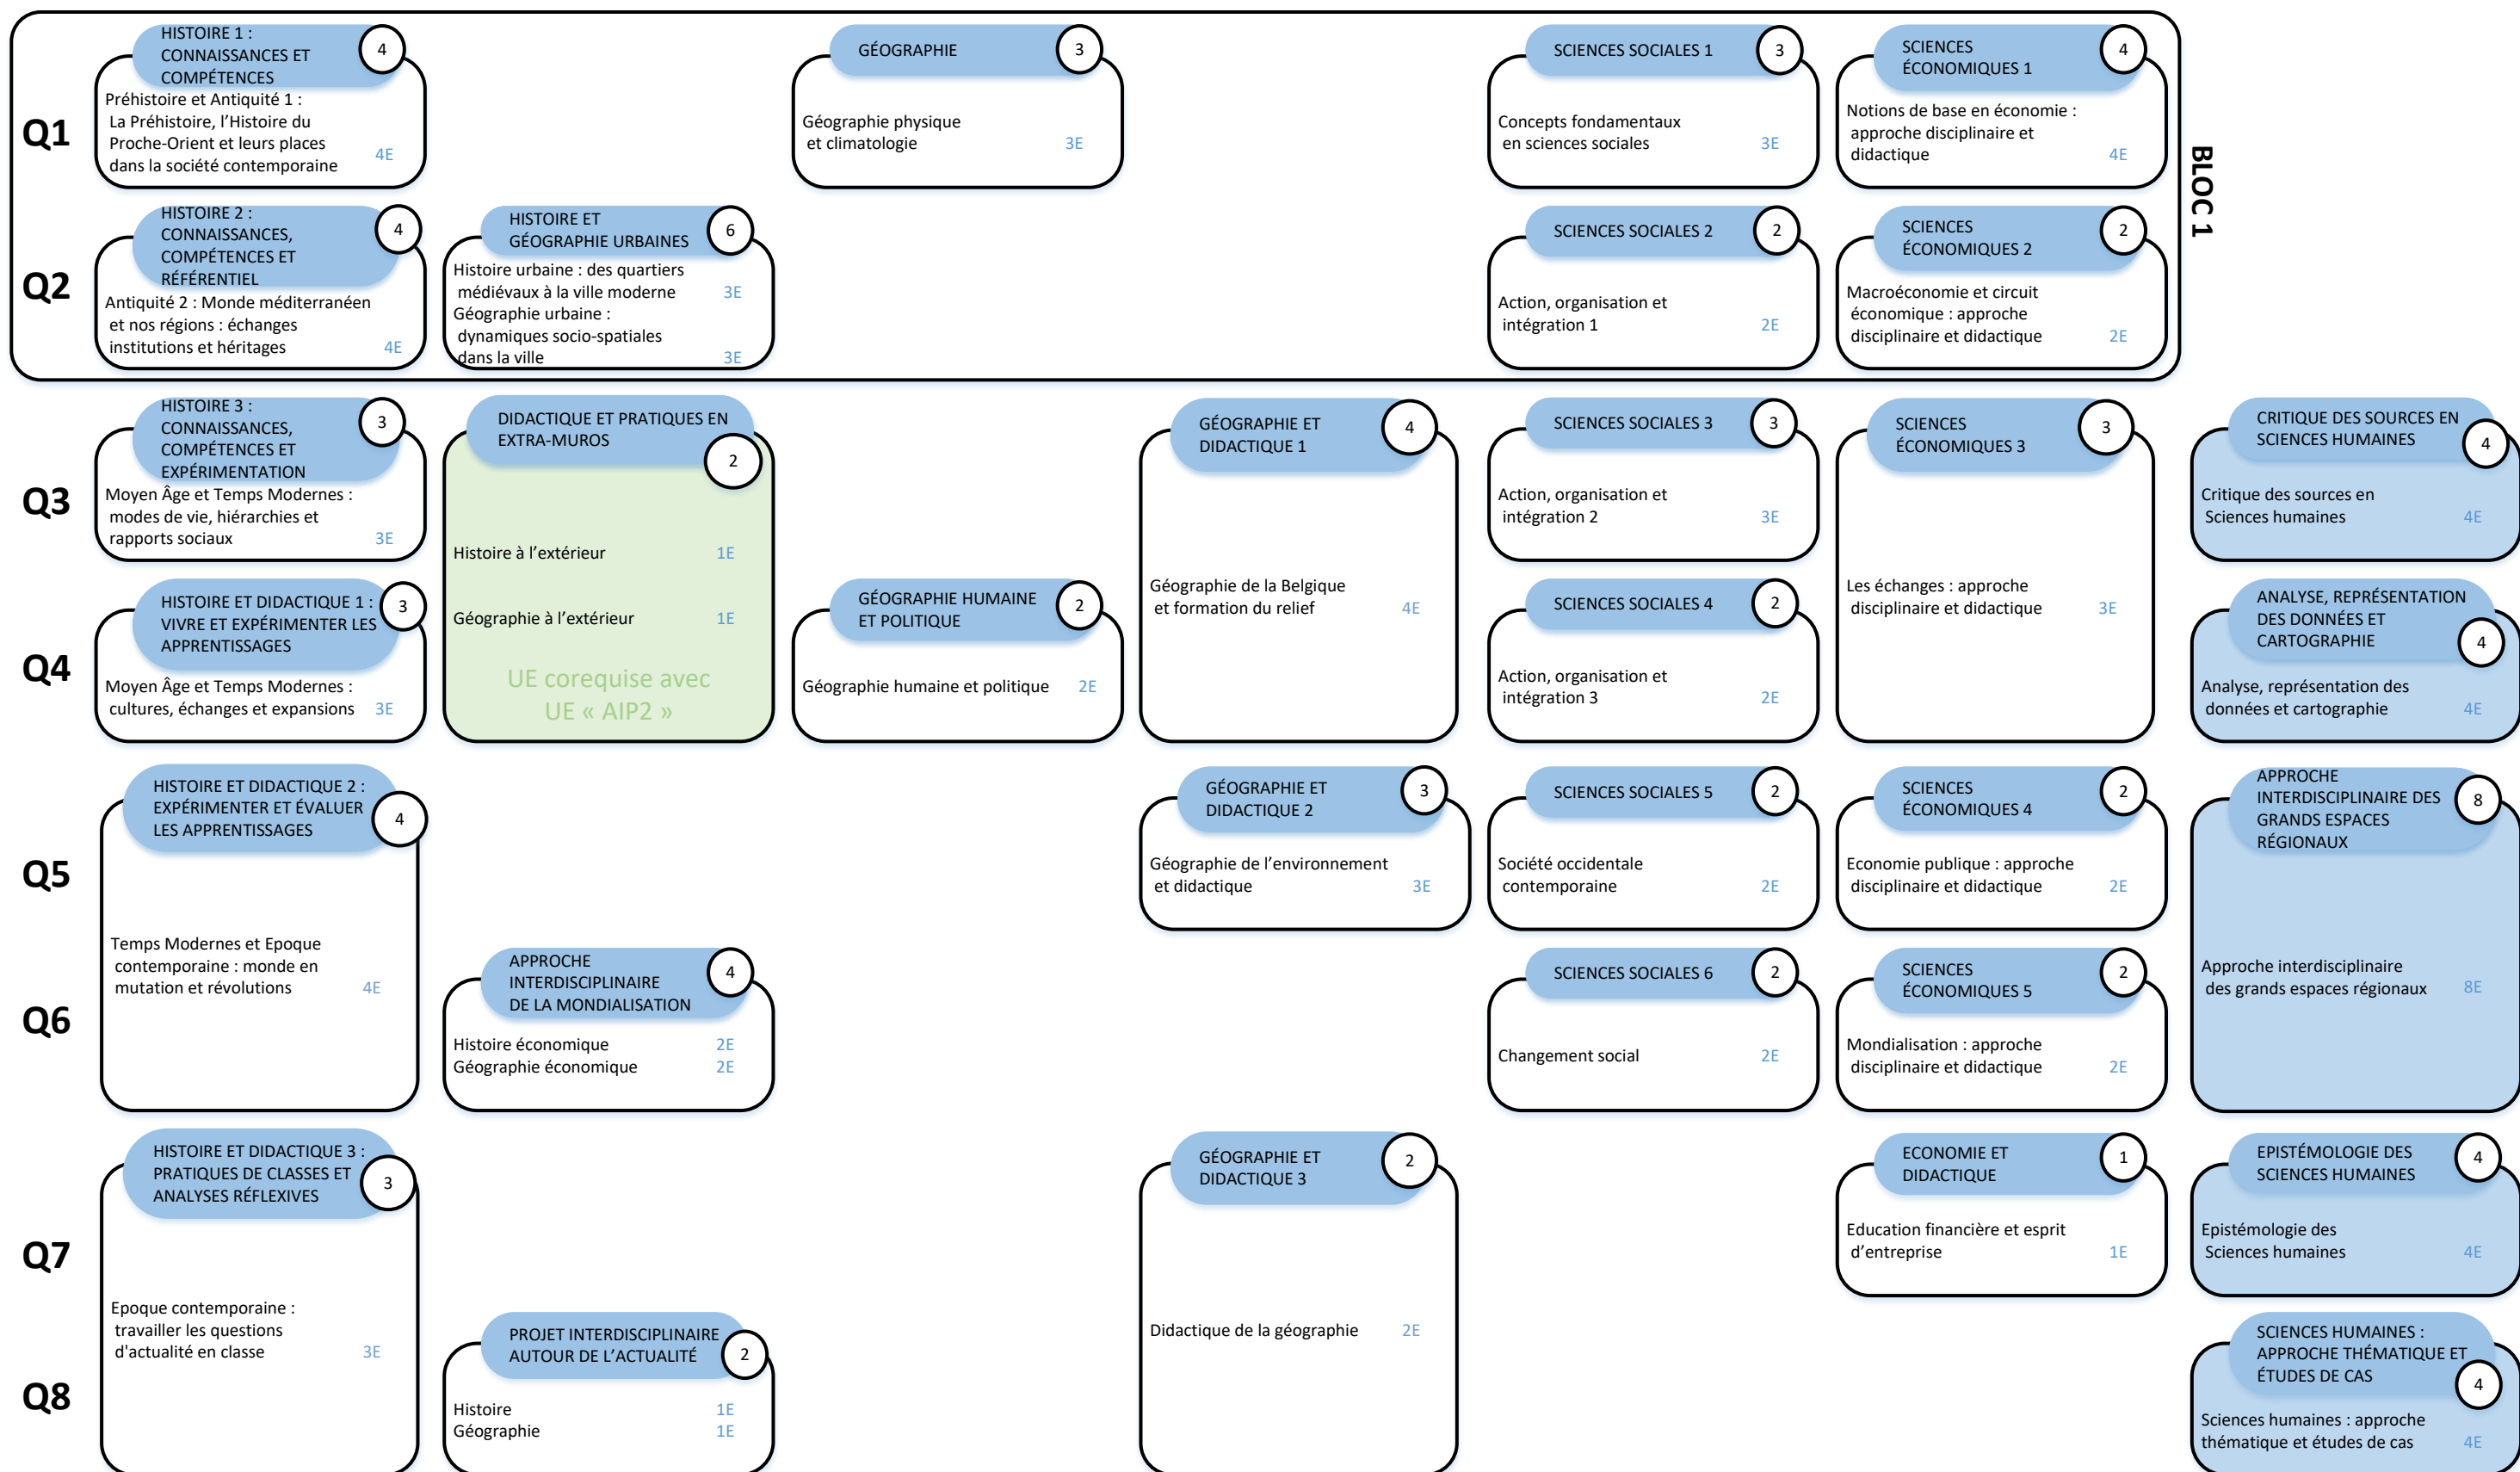 HISTOIRE 1 :
CONNAISSANCES ET
COMPÉTENCES
4
Préhistoire et Antiquité 1 :
La Préhistoire, l’Histoire du
Proche-Orient et leurs places
dans la société contemporaine 4E
GÉOGRAPHIE 3
Géographie physique
et climatologie 3E
SCIENCES SOCIALES 1 3
Concepts fondamentaux
en sciences sociales 3E
SCIENCES
ÉCONOMIQUES 1
4
Notions de base en économie :
approche disciplinaire et
didactique 4E
Q1
BLOC 1
HISTOIRE 2 :
CONNAISSANCES,
COMPÉTENCES ET
RÉFÉRENTIEL
4
Antiquité 2 : Monde méditerranéen
et nos régions : échanges
institutions et héritages 4E
HISTOIRE ET
GÉOGRAPHIE URBAINES
6
Histoire urbaine : des quartiers
médiévaux à la ville moderne 3E
Géographie urbaine :
dynamiques socio-spatiales
dans la ville 3E
SCIENCES SOCIALES 2 2
Action, organisation et
intégration 1 2E
SCIENCES
ÉCONOMIQUES 2
2
Macroéconomie et circuit
économique : approche
disciplinaire et didactique 2E
Q2
HISTOIRE 3 :
CONNAISSANCES,
COMPÉTENCES ET
EXPÉRIMENTATION
3
Moyen Âge et Temps Modernes :
modes de vie, hiérarchies et
rapports sociaux 3E
DIDACTIQUE ET PRATIQUES EN
EXTRA-MUROS
2
Histoire à l’extérieur 1E
Géographie à l’extérieur 1E
UE corequise avec
UE « AIP2 »
GÉOGRAPHIE ET
DIDACTIQUE 1
4
Géographie de la Belgique
et formation du relief 4E
SCIENCES SOCIALES 3 3
Action, organisation et
intégration 2 3E
SCIENCES
ÉCONOMIQUES 3
3
Les échanges : approche
disciplinaire et didactique 3E
CRITIQUE DES SOURCES EN
SCIENCES HUMAINES
4
Critique des sources en
Sciences humaines 4E
Q3
HISTOIRE ET DIDACTIQUE 1 :
VIVRE ET EXPÉRIMENTER LES
APPRENTISSAGES
3
Moyen Âge et Temps Modernes :
cultures, échanges et expansions 3E
GÉOGRAPHIE HUMAINE
ET POLITIQUE
2
Géographie humaine et politique 2E
SCIENCES SOCIALES 4 2
Action, organisation et
intégration 3 2E
ANALYSE, REPRÉSENTATION
DES DONNÉES ET
CARTOGRAPHIE
4
Analyse, représentation des
données et cartographie 4E
Q4
HISTOIRE ET DIDACTIQUE 2 :
EXPÉRIMENTER ET ÉVALUER
LES APPRENTISSAGES
4
Temps Modernes et Epoque
contemporaine : monde en
mutation et révolutions 4E
GÉOGRAPHIE ET
DIDACTIQUE 2
3
Géographie de l’environnement
et didactique 3E
SCIENCES SOCIALES 5 2
Société occidentale
contemporaine 2E
SCIENCES
ÉCONOMIQUES 4
2
Economie publique : approche
disciplinaire et didactique 2E
APPROCHE
INTERDISCIPLINAIRE DES
GRANDS ESPACES
RÉGIONAUX
8
Approche interdisciplinaire
des grands espaces régionaux 8E
Q5
APPROCHE
INTERDISCIPLINAIRE
DE LA MONDIALISATION
4
Histoire économique 2E
Géographie économique 2E
SCIENCES SOCIALES 6 2
Changement social 2E
SCIENCES
ÉCONOMIQUES 5
2
Mondialisation : approche
disciplinaire et didactique 2E
Q6
HISTOIRE ET DIDACTIQUE 3 :
PRATIQUES DE CLASSES ET
ANALYSES RÉFLEXIVES
3
Epoque contemporaine :
travailler les questions
d'actualité en classe 3E
GÉOGRAPHIE ET
DIDACTIQUE 3
2
Didactique de la géographie 2E
ECONOMIE ET
DIDACTIQUE
1
Education financière et esprit
d’entreprise 1E
EPISTÉMOLOGIE DES
SCIENCES HUMAINES
4
Epistémologie des
Sciences humaines 4E
Q7
PROJET INTERDISCIPLINAIRE
AUTOUR DE L’ACTUALITÉ
2
Histoire 1E
Géographie 1E
SCIENCES HUMAINES :
APPROCHE THÉMATIQUE ET
ÉTUDES DE CAS
4
Sciences humaines : approche
thématique et études de cas 4E
Q8